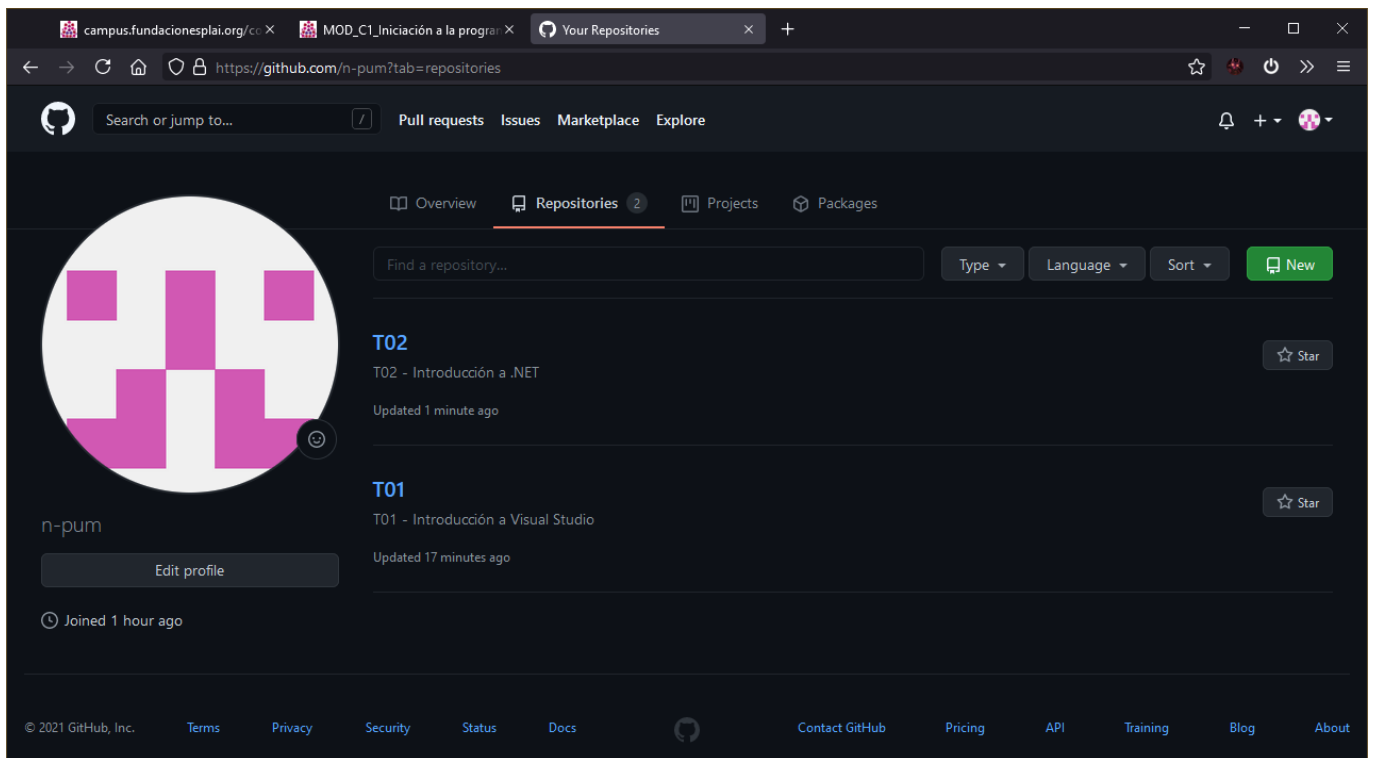 campus.fundacionesplai.org/co
MOD_C1_Iniciación a la progran
Your Repositories
https://github.com/n-pum?tab=repositories
Search or jump to...
/
Pull requests Issues Marketplace Explore
Overview Repositories 2 Projects Packages
Find a repository...
Type Language Sort New
T02
Star
T02 - Introducción a .NET
Updated 1 minute ago
T01
Star
T01 - Introducción a Visual Studio
Updated 17 minutes ago
n-pum
Edit profile
Joined 1 hour ago
© 2021 GitHub, Inc. Terms Privacy Security Status Docs Contact GitHub Pricing API Training Blog About